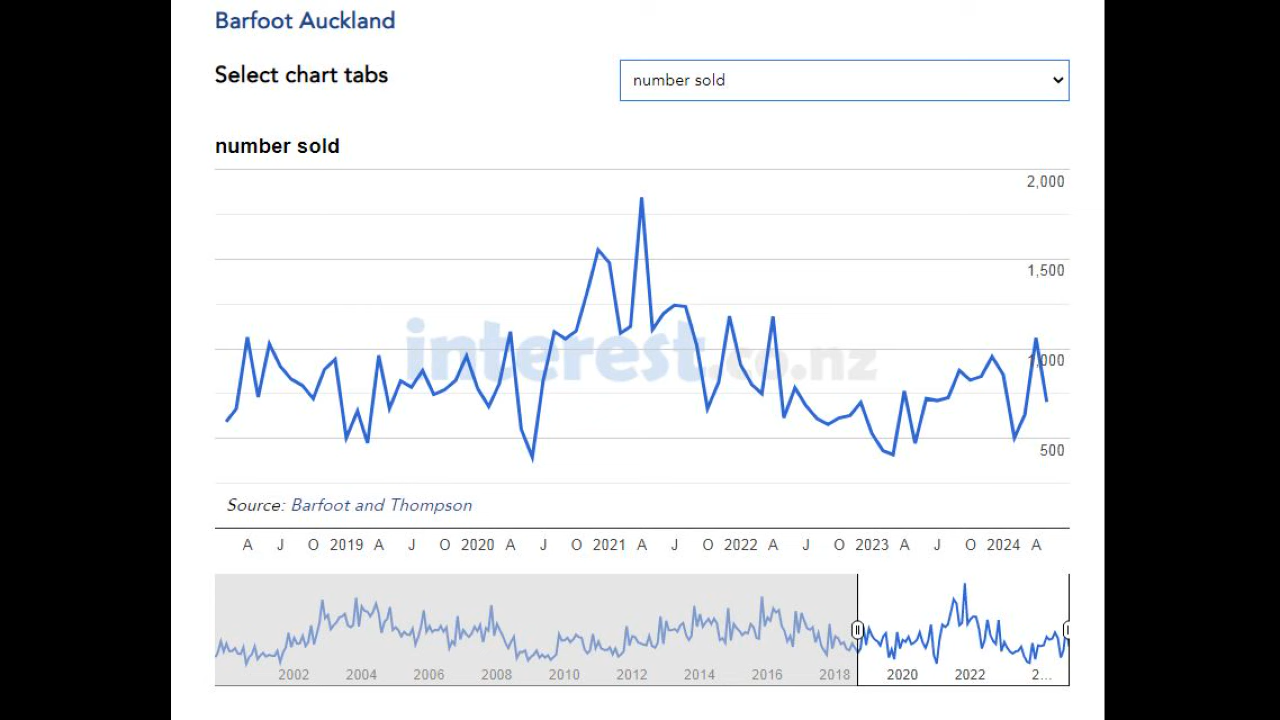 Barfoot Auckland
Select chart tabs
number sold
number sold
2,000
1,500
interest.co.nz
1,000
500
Source: Barfoot and Thompson
A J O 2019 A J O 2020 A J O 2021 A J O 2022 A J O 2023 A J O 2024 A
2002 2004 2006 2008 2010 2012 2014 2016 2018 2020 2022 2...